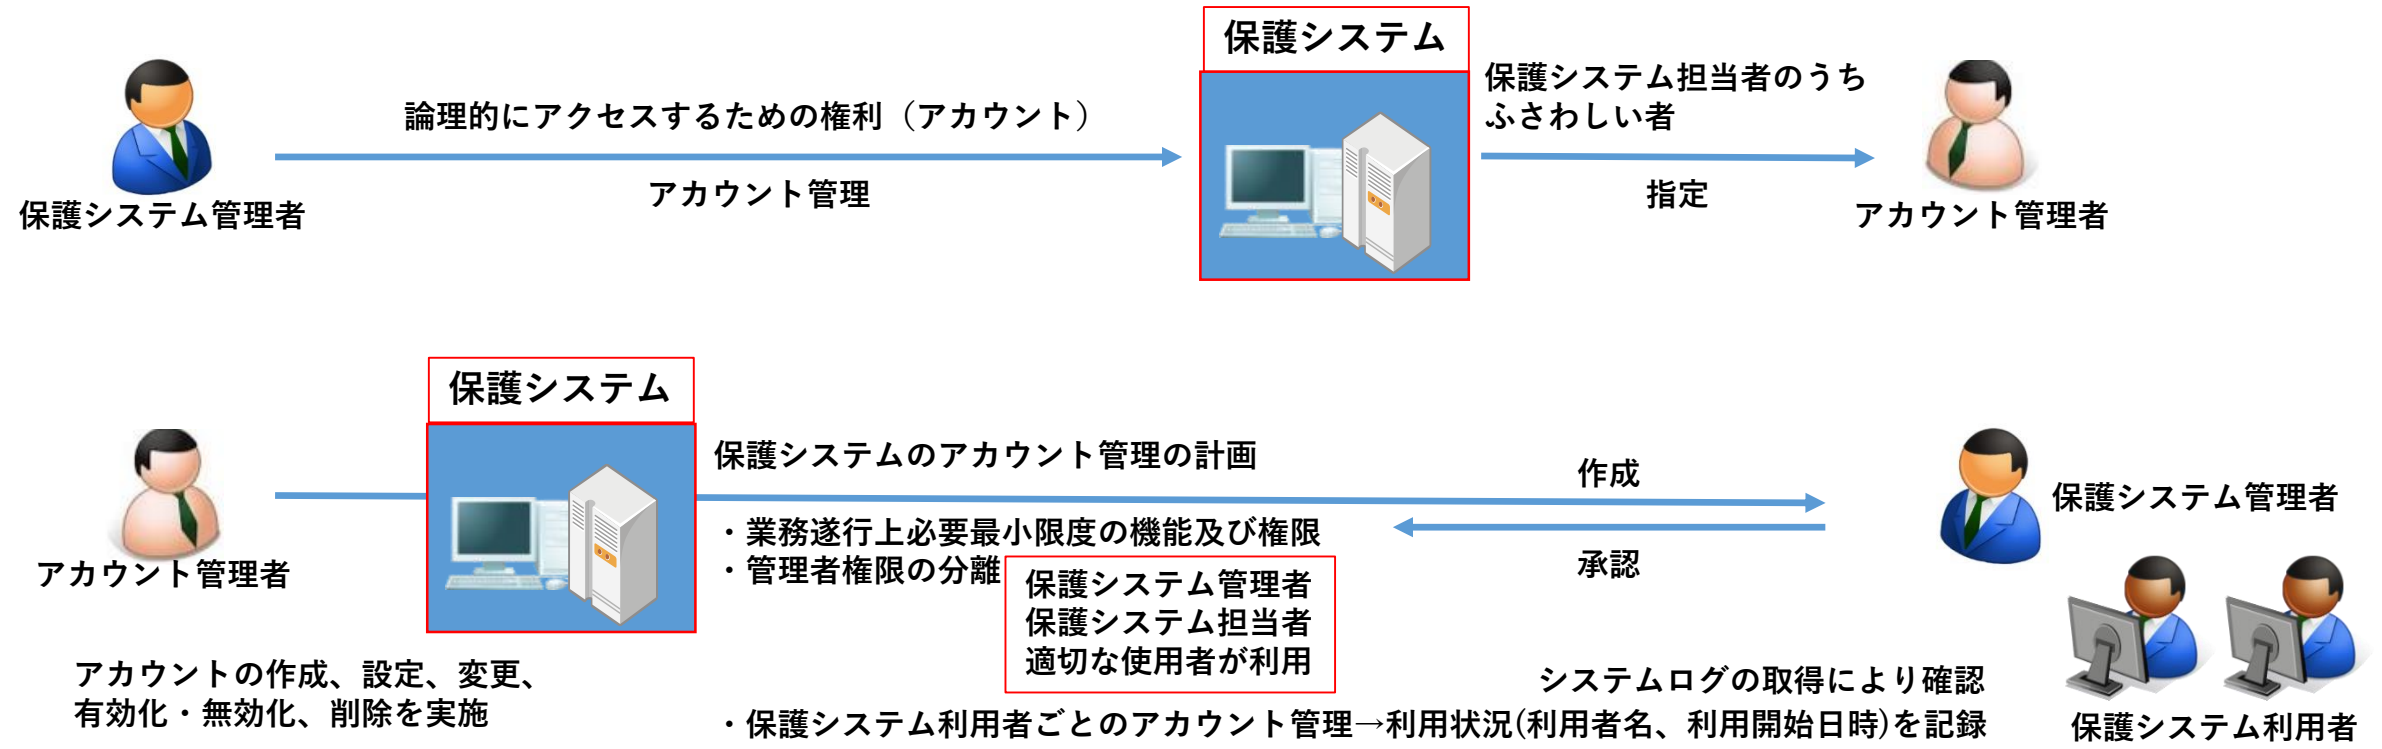 保護システム
論理的にアクセスするための権利（アカウント）
アカウント管理
保護システム管理者
保護システム担当者のうち
ふさわしい者
指定
アカウント管理者
保護システム
保護システムのアカウント管理の計画
作成
保護システム管理者
・業務遂行上必要最小限度の機能及び権限
・管理者権限の分離
承認
アカウント管理者
保護システム管理者
保護システム担当者
適切な使用者が利用
アカウントの作成、設定、変更、
有効化・無効化、削除を実施
システムログの取得により確認
・保護システム利用者ごとのアカウント管理→利用状況(利用者名、利用開始日時)を記録
保護システム利用者